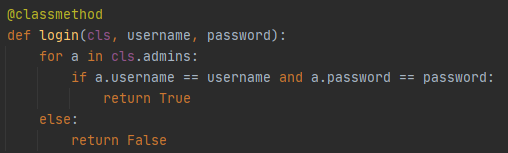 @classmethod
def login(cls, username, password):
    for a in cls.admins:
        if a.username == username and a.password == password:
            return True
    else:
        return False